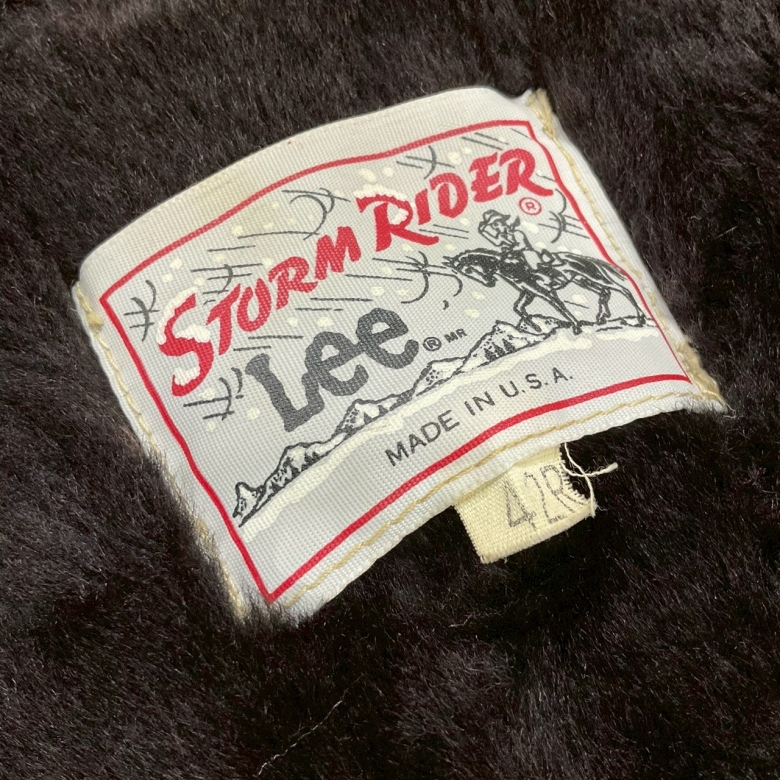 STORM RIDER ®
Lee ® MR
MADE IN U.S.A.
42R